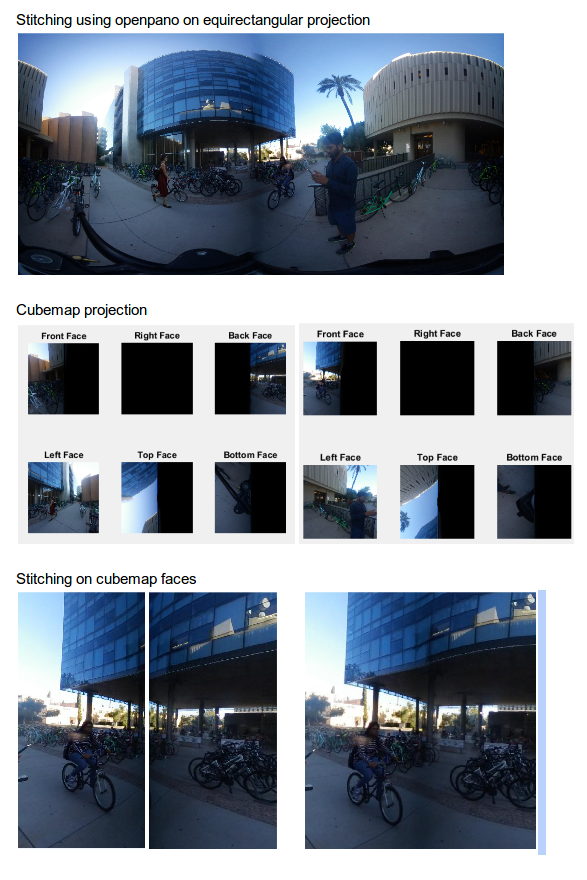 Stitching using openpano on equirectangular projection
Cubemap projection
Front Face Right Face Back Face Front Face Right Face Back Face
Left Face Top Face Bottom Face Left Face Top Face Bottom Face
Stitching on cubemap faces